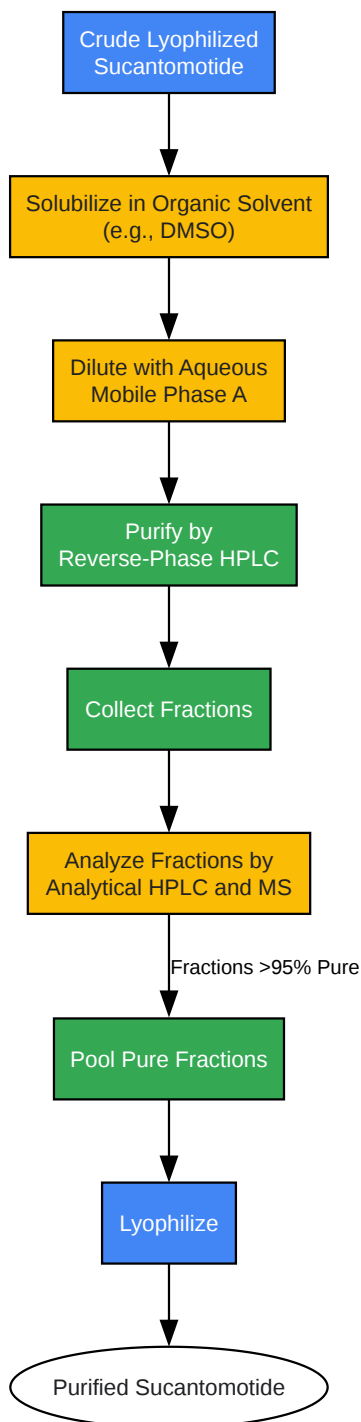 Crude Lyophilized
Sucantomotide
Solubilize in Organic Solvent
(e.g., DMSO)
Dilute with Aqueous
Mobile Phase A
Purify by
Reverse-Phase HPLC
Collect Fractions
Analyze Fractions by
Analytical HPLC and MS
Fractions >95% Pure
Pool Pure Fractions
Lyophilize
Purified Sucantomotide